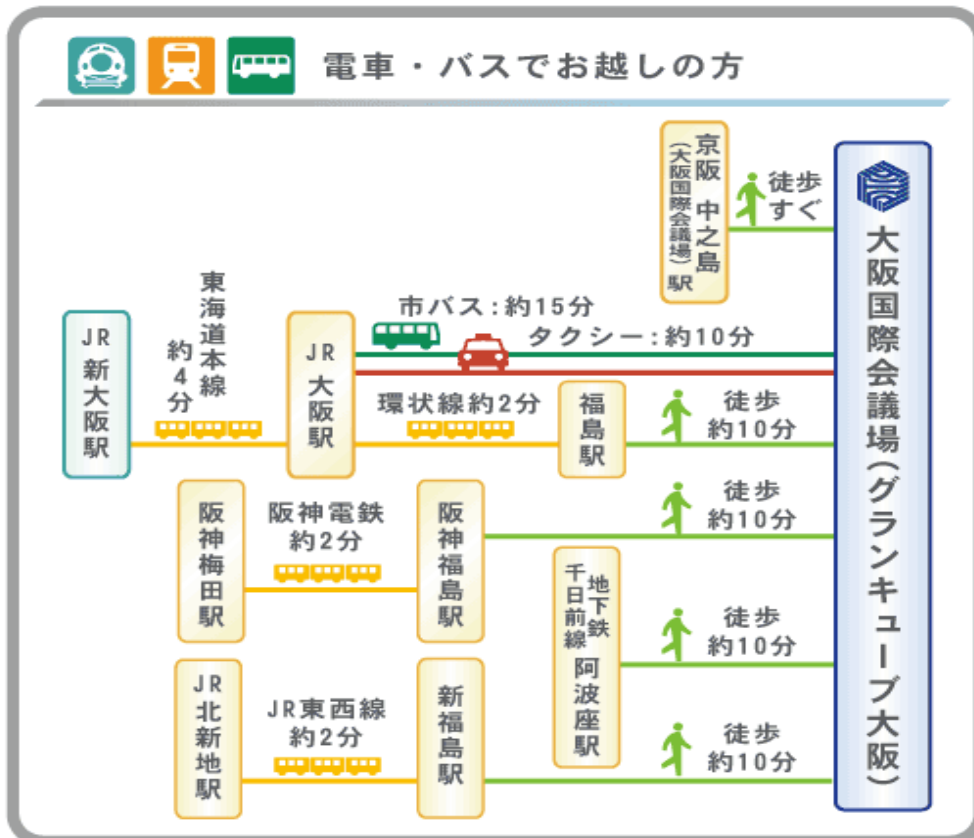 電車・バスでお越しの方
京阪 中之島
(大阪国際会議場)駅
徒歩
すぐ
大阪国際会議場(グランキューブ大阪)
東海道本線
約4分
市バス:約15分
タクシー:約10分
JR 新大阪駅
JR 大阪駅
環状線約2分
福島駅
徒歩
約10分
阪神梅田駅
阪神電鉄
約2分
阪神福島駅
徒歩
約10分
地下鉄
千日前線
阿波座駅
徒歩
約10分
JR 北新地駅
JR東西線
約2分
新福島駅
徒歩
約10分